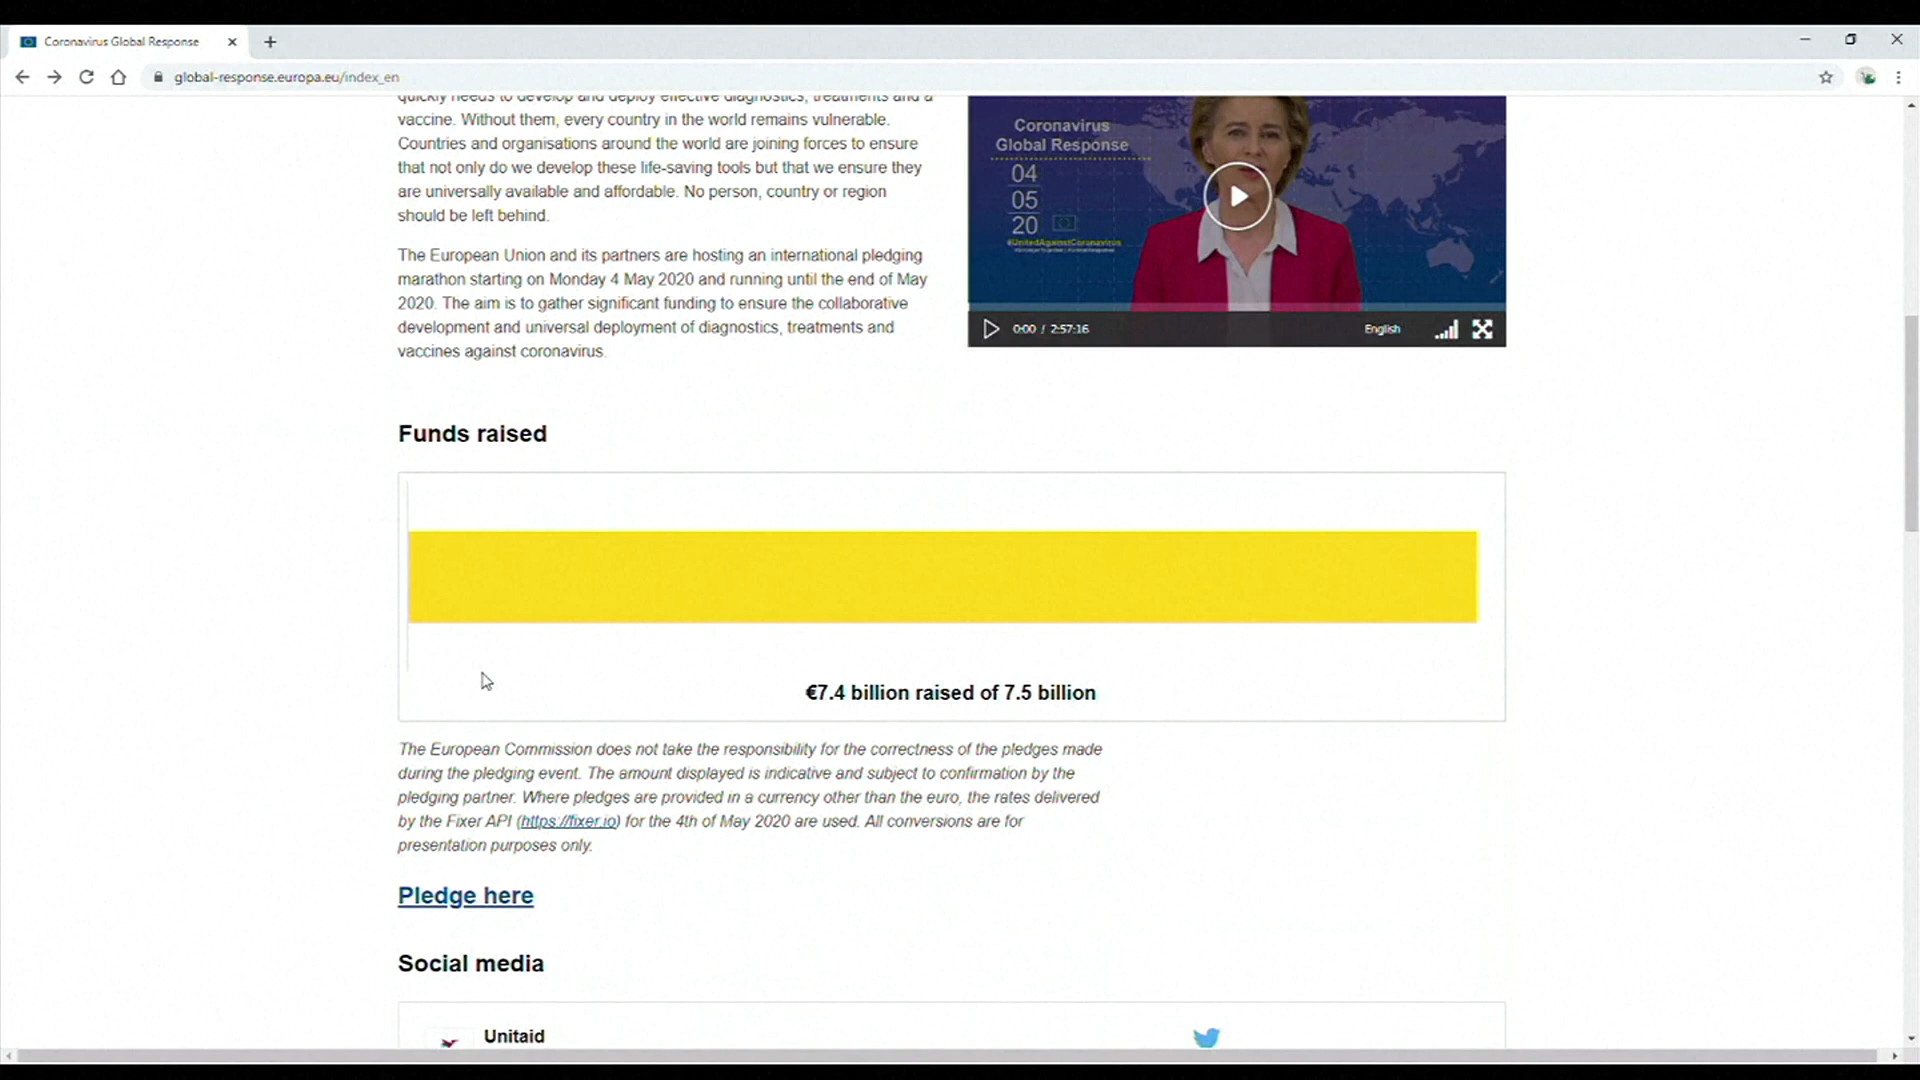 Coronavirus Global Response
global-response.europa.eu/index_en
quickly needs to develop and deploy effective diagnostics, treatments and a
vaccine. Without them, every country in the world remains vulnerable.
Countries and organisations around the world are joining forces to ensure
that not only do we develop these life-saving tools but that we ensure they
are universally available and affordable. No person, country or region
should be left behind.
The European Union and its partners are hosting an international pledging
marathon starting on Monday 4 May 2020 and running until the end of May
2020. The aim is to gather significant funding to ensure the collaborative
development and universal deployment of diagnostics, treatments and
vaccines against coronavirus.
Coronavirus
Global Response
04
05
20
#UnitedAgainstCoronavirus
0:00 / 2:57:16
English
Funds raised
€7.4 billion raised of 7.5 billion
The European Commission does not take the responsibility for the correctness of the pledges made
during the pledging event. The amount displayed is indicative and subject to confirmation by the
pledging partner. Where pledges are provided in a currency other than the euro, the rates delivered
by the Fixer API (https://fixer.io) for the 4th of May 2020 are used. All conversions are for
presentation purposes only.
Pledge here
Social media
Unitaid